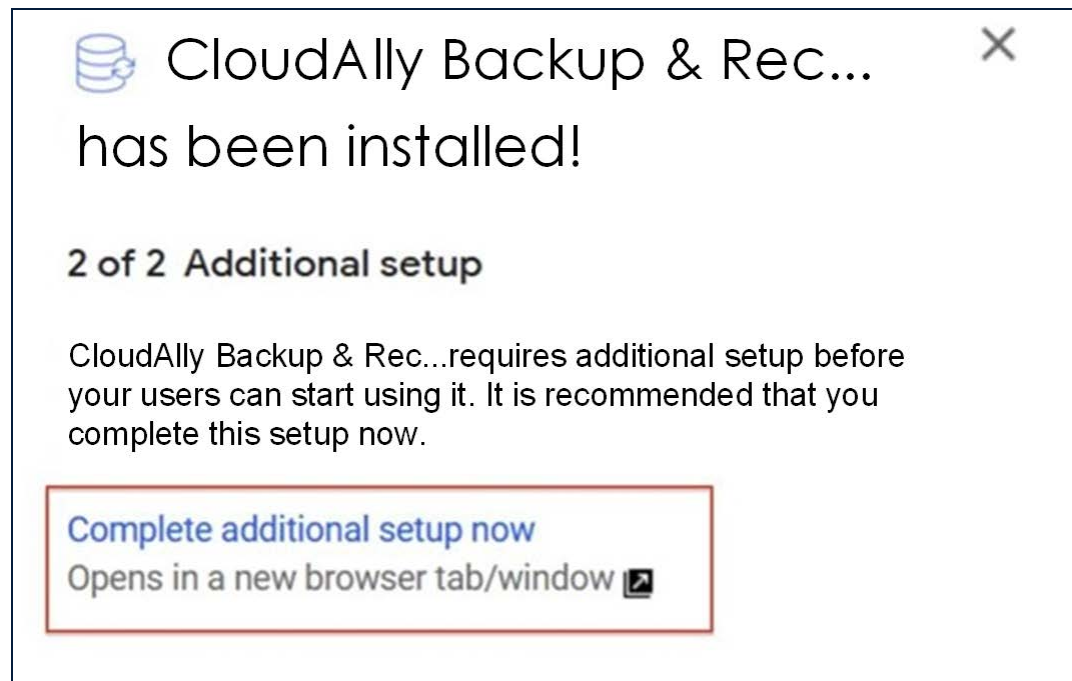 CloudAlly Backup & Rec...
has been installed!
2 of 2 Additional setup
CloudAlly Backup & Rec...requires additional setup before
your users can start using it. It is recommended that you
complete this setup now.
Complete additional setup now
Opens in a new browser tab/window